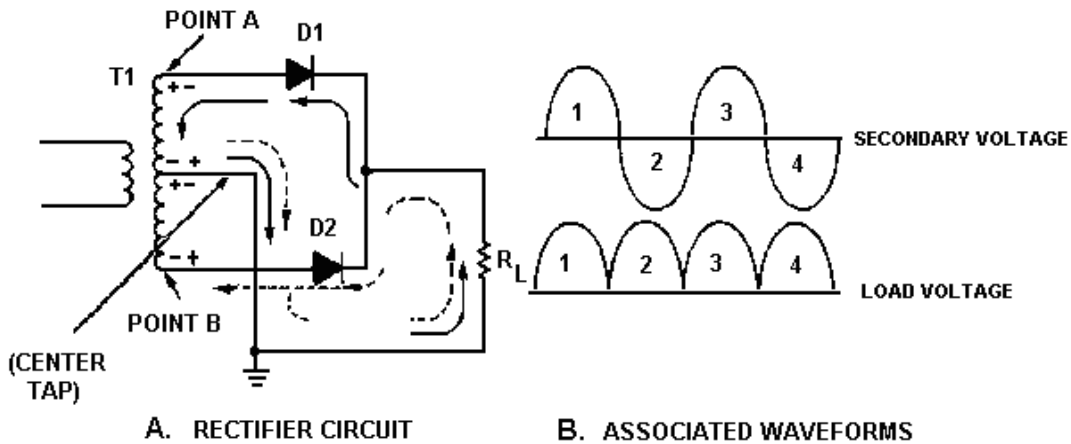 POINT A
D1
T1
+ -
- +
+ -
- +
D2
R L
POINT B
(CENTER
TAP)
A. RECTIFIER CIRCUIT
1
3
SECONDARY VOLTAGE
2
4
1
2
3
4
LOAD VOLTAGE
B. ASSOCIATED WAVEFORMS